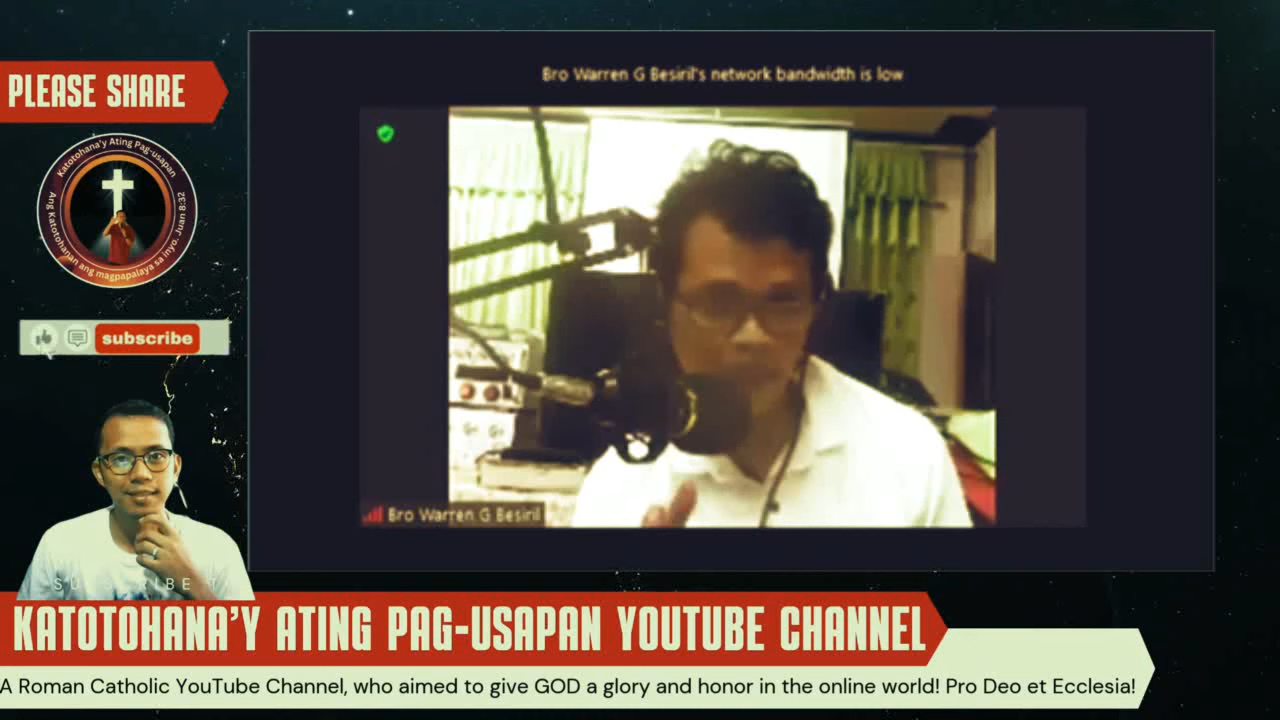 PLEASE SHARE
Katotohana'y Ating Pag-usapan
Ang Katotohanan ang magpapalaya sa inyo. Juan 8:32
subscribe
Bro Warren G Besiril's network bandwidth is low
Bro Warren G Besiril
KATOTOHANA'Y ATING PAG-USAPAN YOUTUBE CHANNEL
A Roman Catholic YouTube Channel, who aimed to give GOD a glory and honor in the online world! Pro Deo et Ecclesia!